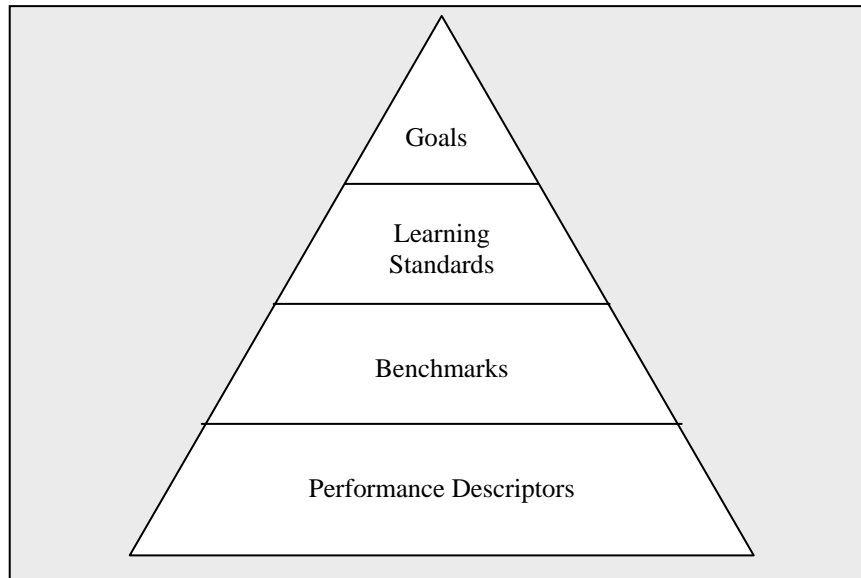 Goals
Learning
Standards
Benchmarks
Performance Descriptors